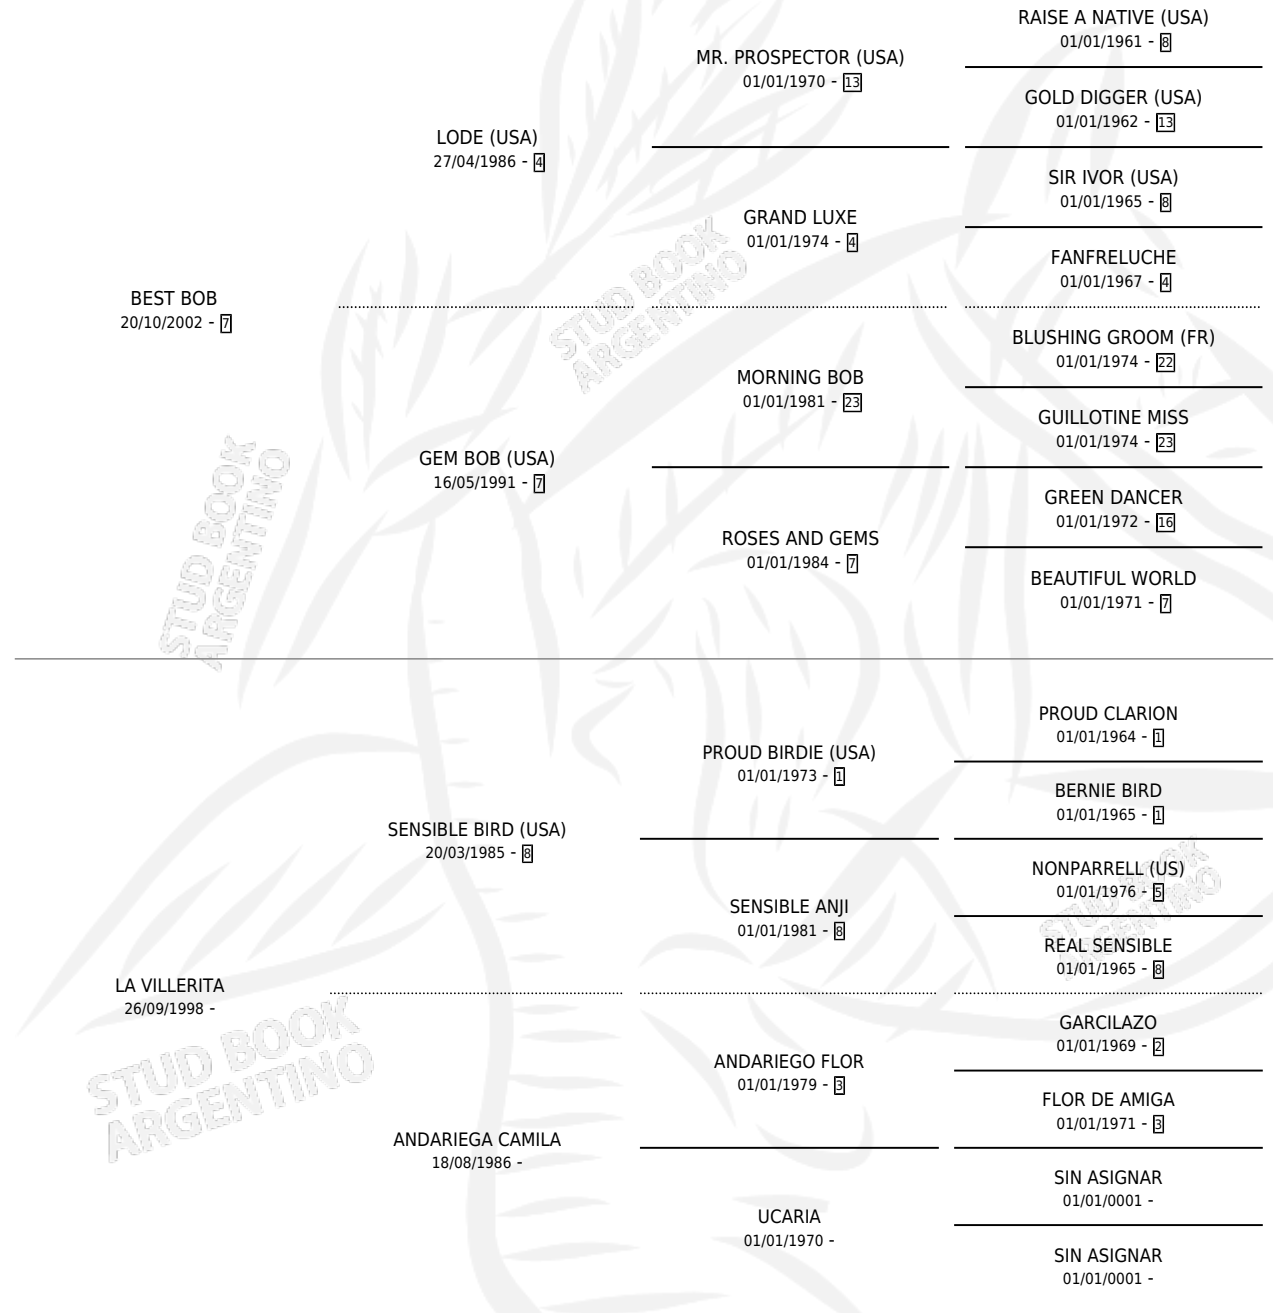 RAISE A NATIVE (USA)
01/01/1961 - 8
MR. PROSPECTOR (USA)
01/01/1970 - 13
GOLD DIGGER (USA)
01/01/1962 - 13
LODE (USA)
27/04/1986 - 4
SIR IVOR (USA)
01/01/1965 - 8
GRAND LUXE
01/01/1974 - 4
FANFRELUCHE
01/01/1967 - 4
BEST BOB
20/10/2002 - 7
BLUSHING GROOM (FR)
01/01/1974 - 22
MORNING BOB
01/01/1981 - 23
GUILLOTINE MISS
01/01/1974 - 23
GEM BOB (USA)
16/05/1991 - 7
GREEN DANCER
01/01/1972 - 16
ROSES AND GEMS
01/01/1984 - 7
BEAUTIFUL WORLD
01/01/1971 - 7
STUD BOOK
ARGENTINO
STUD BOOK
ARGENTINO
PROUD CLARION
01/01/1964 - 1
PROUD BIRDIE (USA)
01/01/1973 - 1
BERNIE BIRD
01/01/1965 - 1
SENSIBLE BIRD (USA)
20/03/1985 - 8
NONPARRELL (US)
01/01/1976 - 5
SENSIBLE ANJI
01/01/1981 - 8
REAL SENSIBLE
01/01/1965 - 8
LA VILLERITA
26/09/1998 -
GARCILAZO
01/01/1969 - 2
ANDARIEGO FLOR
01/01/1979 - 3
FLOR DE AMIGA
01/01/1971 - 3
ANDARIEGA CAMILA
18/08/1986 -
SIN ASIGNAR
01/01/0001 -
UCARIA
01/01/1970 -
SIN ASIGNAR
01/01/0001 -
STUD BOOK
ARGENTINO
STUD BOOK
ARGENTINO